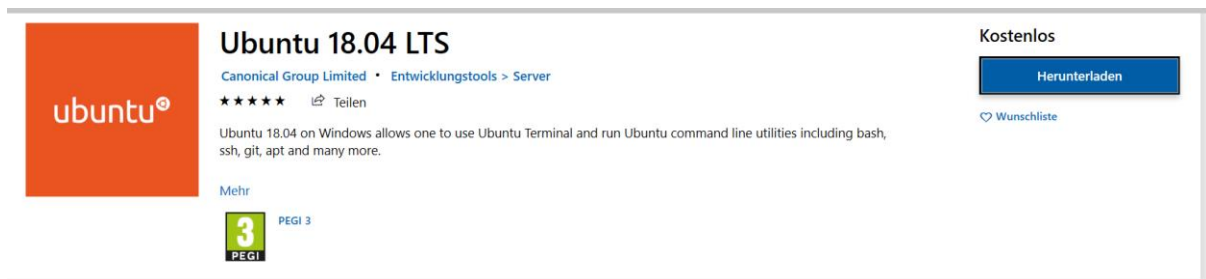 ubuntu
Ubuntu 18.04 LTS
Canonical Group Limited • Entwicklungstools > Server
★★★★★ Teilen
Ubuntu 18.04 on Windows allows one to use Ubuntu Terminal and run Ubuntu command line utilities including bash,
ssh, git, apt and many more.
Mehr
3
PEGI
PEGI 3
Kostenlos
Herunterladen
Wunschliste